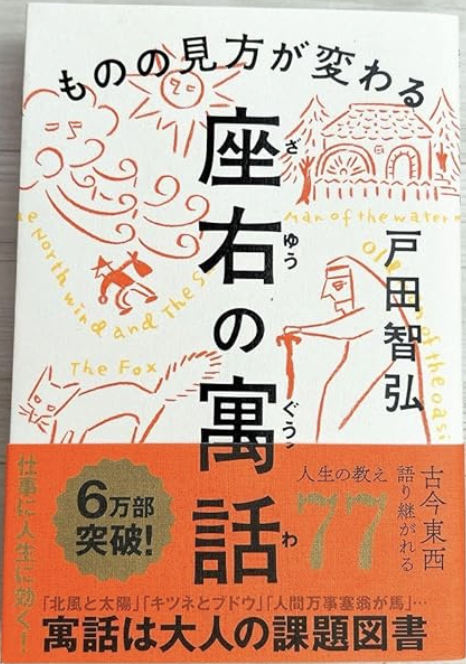 ものの見方が変わる
座右の寓話
ざゆうぐうわ
戸田智弘
North wind and The S
Man of the water
Old Man of the oasi
The Fox
古今東西
語り継がれる
人生の教え
77
6万部
突破!
仕事に人生に効く!
「北風と太陽」「キツネとブドウ」「人間万事塞翁が馬」…
寓話は大人の課題図書